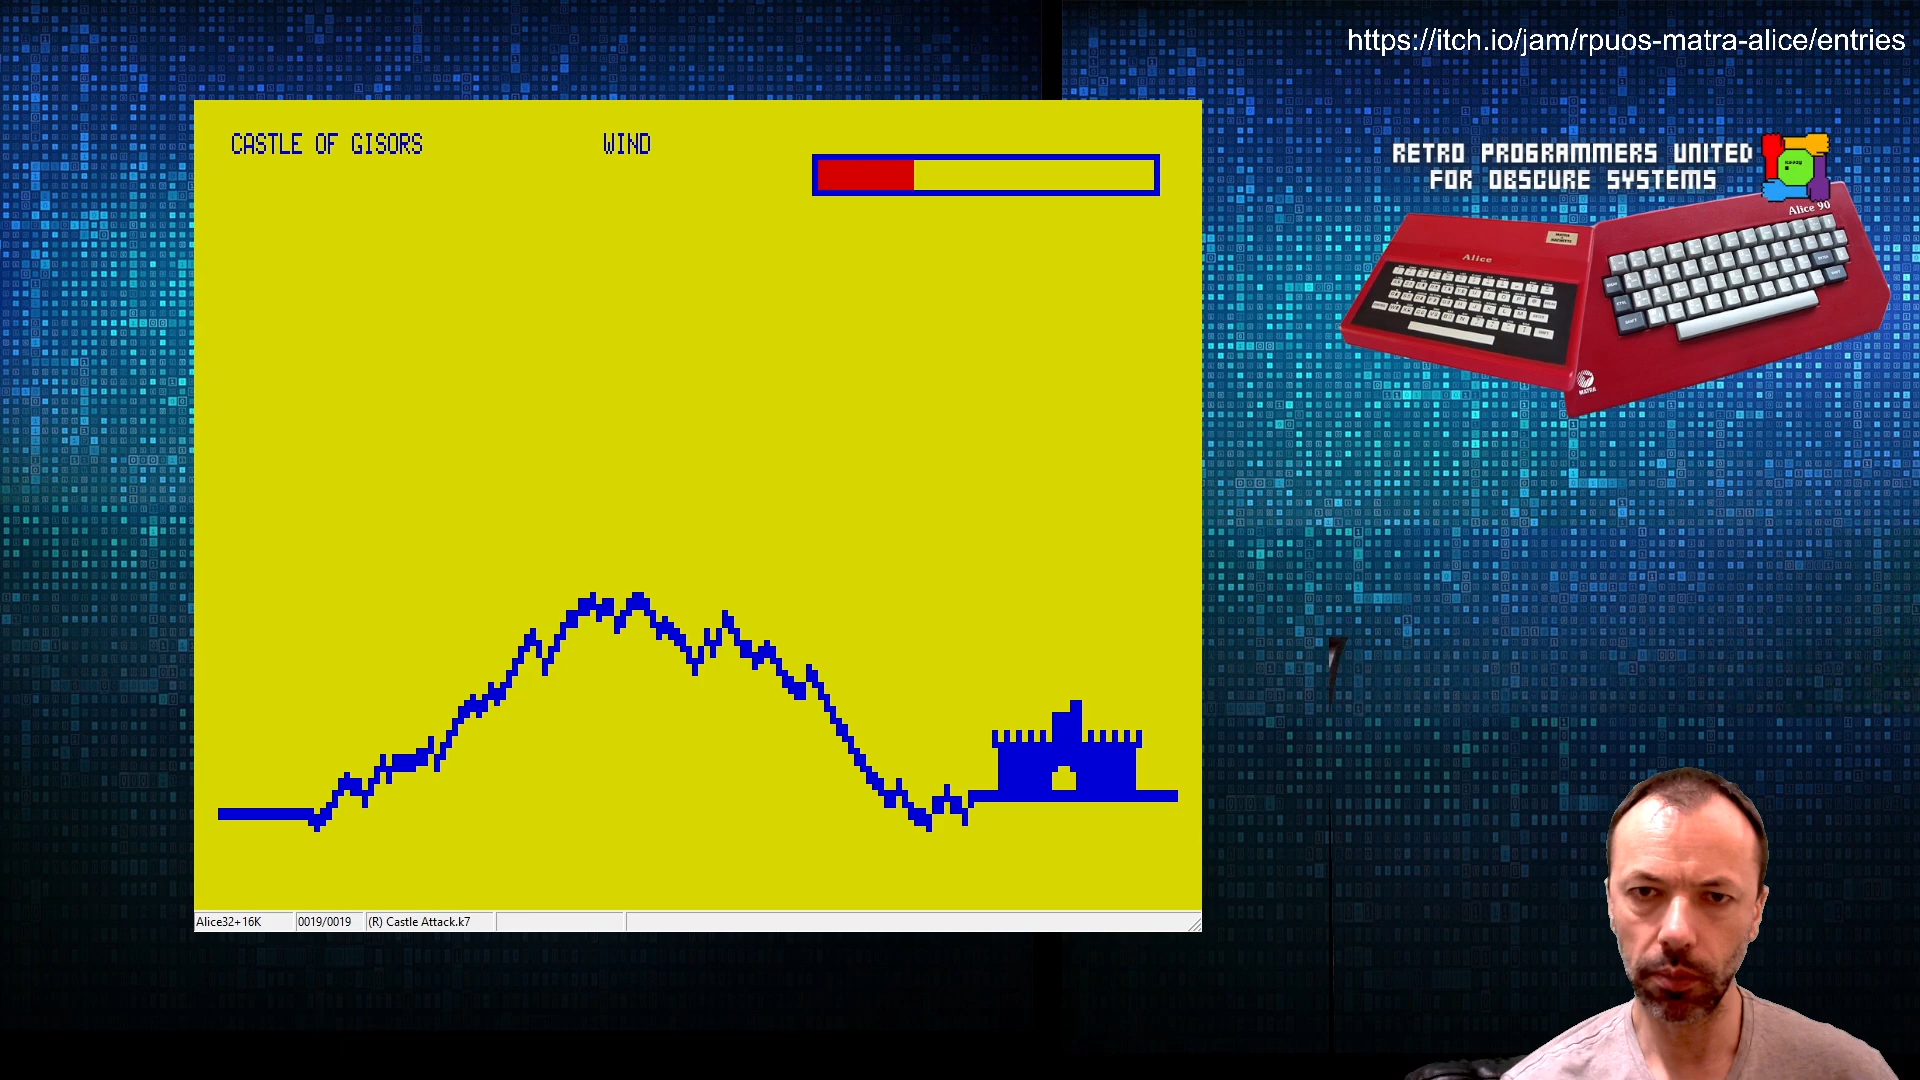 https://itch.io/jam/rpuos-matra-alice/entries
CASTLE OF GISORS
WIND
RETRO PROGRAMMERS UNITED
FOR OBSCURE SYSTEMS
Alice 90
Alice
MATRA
Alice32+16K
0019/0019
(R) Castle Attack.k7